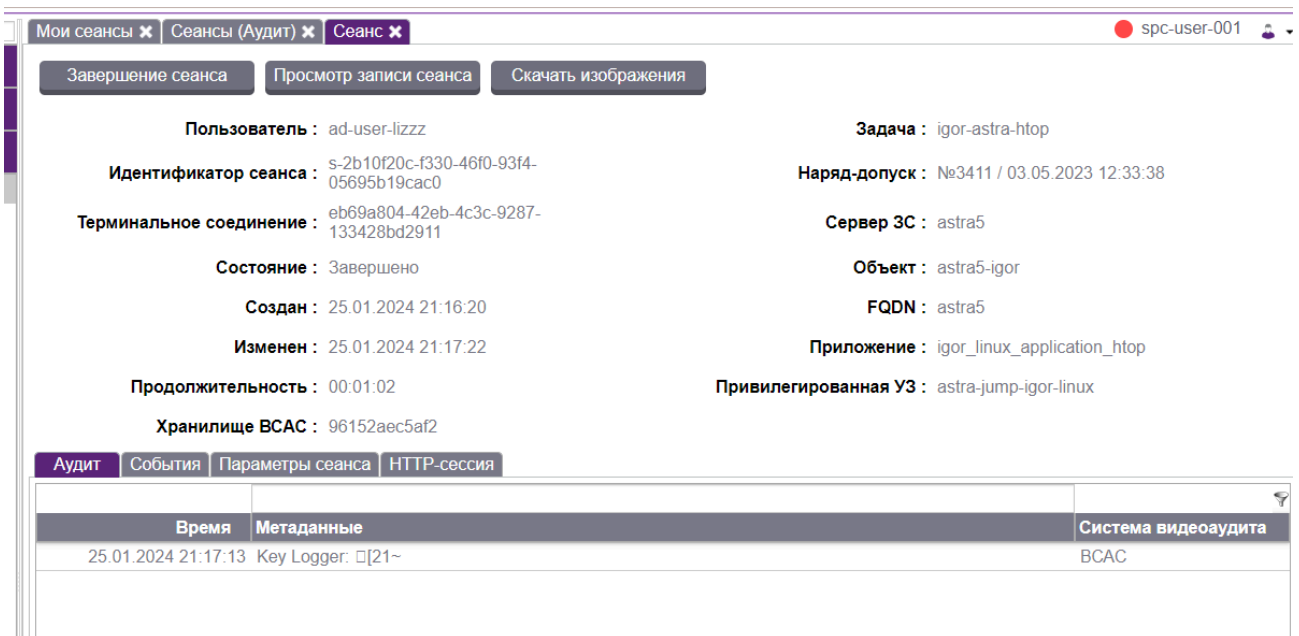 Мои сеансы ✖ Сеансы (Аудит) ✖ Сеанс ✖ spc-user-001
Завершение сеанса Просмотр записи сеанса Скачать изображения
Пользователь : ad-user-lizzz Задача : igor-astra-htop
Идентификатор сеанса : s-2b10f20c-f330-46f0-93f4-
05695b19cac0 Наряд-допуск : №3411 / 03.05.2023 12:33:38
Терминальное соединение : eb69a804-42eb-4c3c-9287-
133428bd2911 Сервер ЗС : astra5
Состояние : Завершено Объект : astra5-igor
Создан : 25.01.2024 21:16:20 FQDN : astra5
Изменен : 25.01.2024 21:17:22 Приложение : igor_linux_application_htop
Продолжительность : 00:01:02 Привилегированная УЗ : astra-jump-igor-linux
Хранилище ВСАС : 96152aec5af2
Аудит События Параметры сеанса HTTP-сессия
Время Метаданные Система видеоаудита
25.01.2024 21:17:13 Key Logger: □[21~ ВСАС